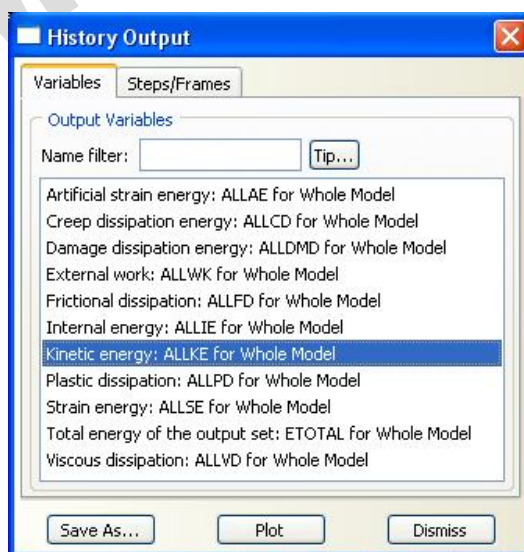 History Output
Variables Steps/Frames
Output Variables
Name filter: Tip...
Artificial strain energy: ALLAE for Whole Model
Creep dissipation energy: ALLCD for Whole Model
Damage dissipation energy: ALLDMD for Whole Model
External work: ALLWK for Whole Model
Frictional dissipation: ALLFD for Whole Model
Internal energy: ALLIE for Whole Model
Kinetic energy: ALLKE for Whole Model
Plastic dissipation: ALLPD for Whole Model
Strain energy: ALLSE for Whole Model
Total energy of the output set: ETOTAL for Whole Model
Viscous dissipation: ALLVD for Whole Model
Save As... Plot Dismiss